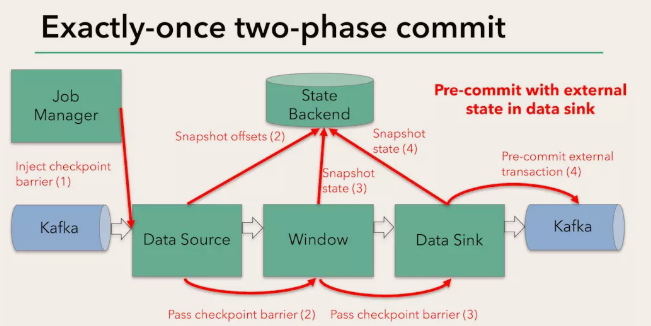 Exactly-once two-phase commit
Job
Manager
State
Backend
Pre-commit with external
state in data sink
Snapshot offsets (2)
Snapshot
state (4)
Inject checkpoint
barrier (1)
Snapshot
state (3)
Pre-commit external
transaction (4)
Kafka
Data Source
Window
Data Sink
Kafka
Pass checkpoint barrier (2)
Pass checkpoint barrier (3)